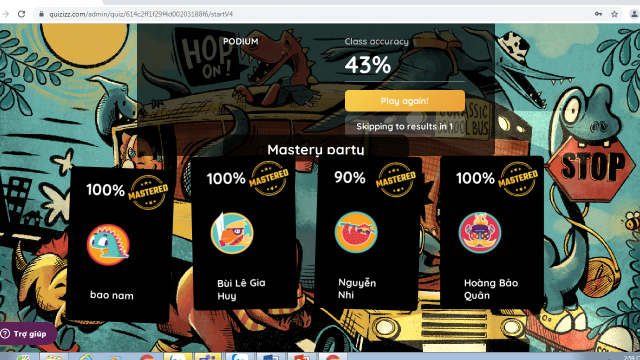 quizizz.com/admin/quiz/614c2ff1f29f4d00203188f6/startV4
HOP
ON!
PODIUM
Class accuracy
43%
Play again!
JURASSIC
SCHOOL BUS
Skipping to results in 1
Mastery party
STOP
100%
MASTERED
bao nam
100%
MASTERED
Bùi Lê Gia
Huy
90%
MASTERED
Nguyễn
Nhi
100%
MASTERED
Hoàng Bảo
Quân
Trợ giúp